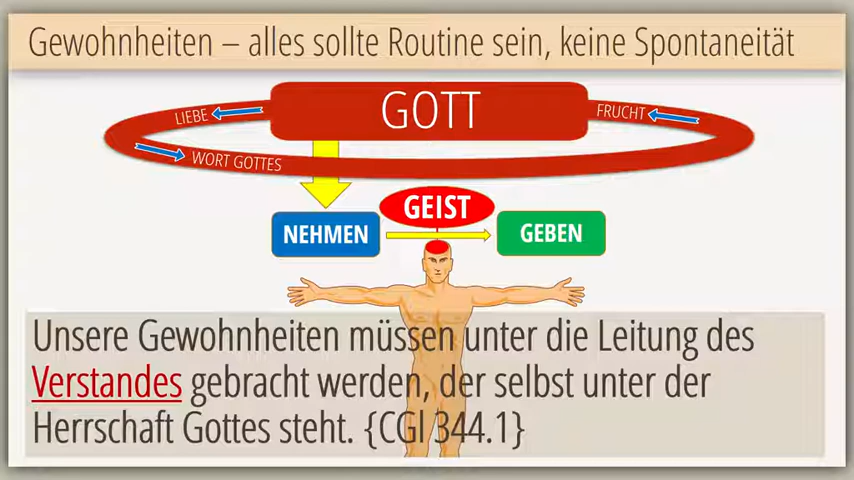 Gewohnheiten – alles sollte Routine sein, keine Spontaneität
GOTT
LIEBE
FRUCHT
WORT GOTTES
GEIST
NEHMEN
GEBEN
Unsere Gewohnheiten müssen unter die Leitung des
Verstandes gebracht werden, der selbst unter der
Herrschaft Gottes steht. {CGl 344.1}